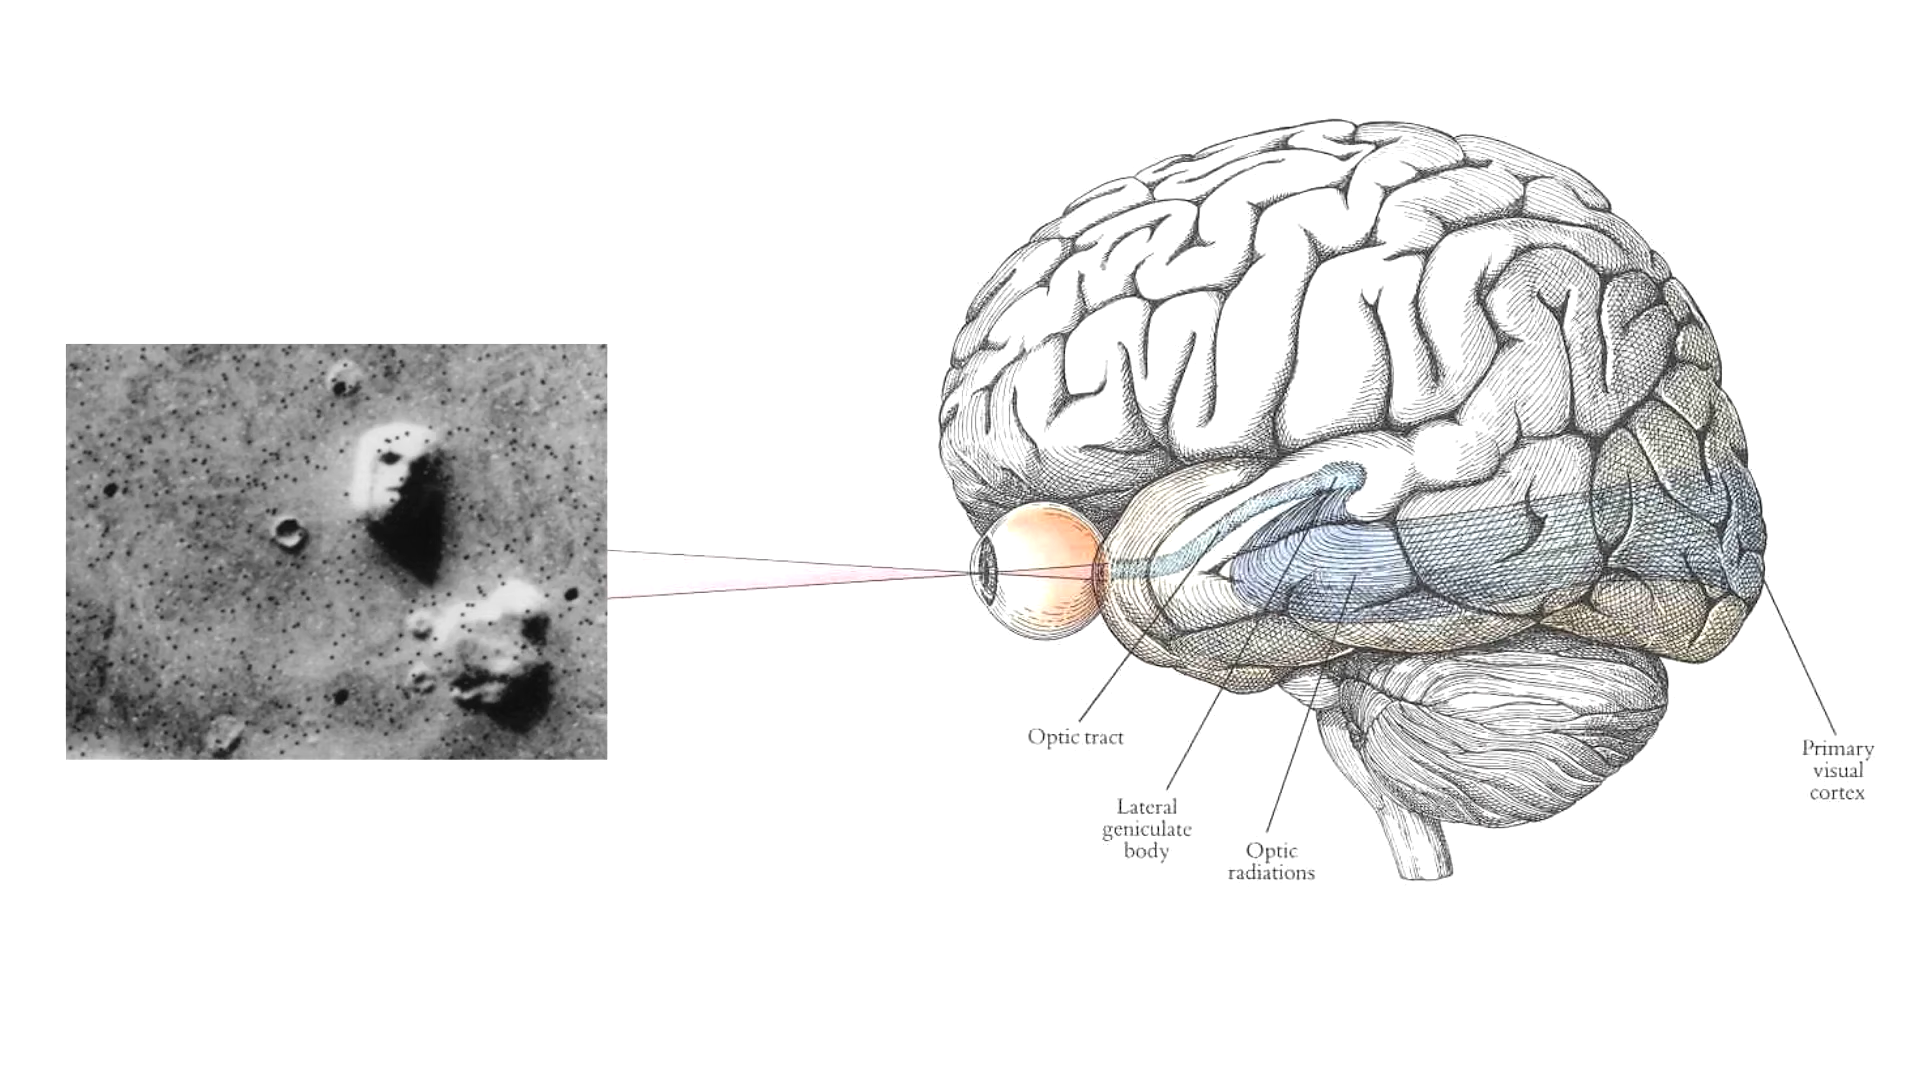 Optic tract
Lateral
geniculate
body
Optic
radiations
Primary
visual
cortex